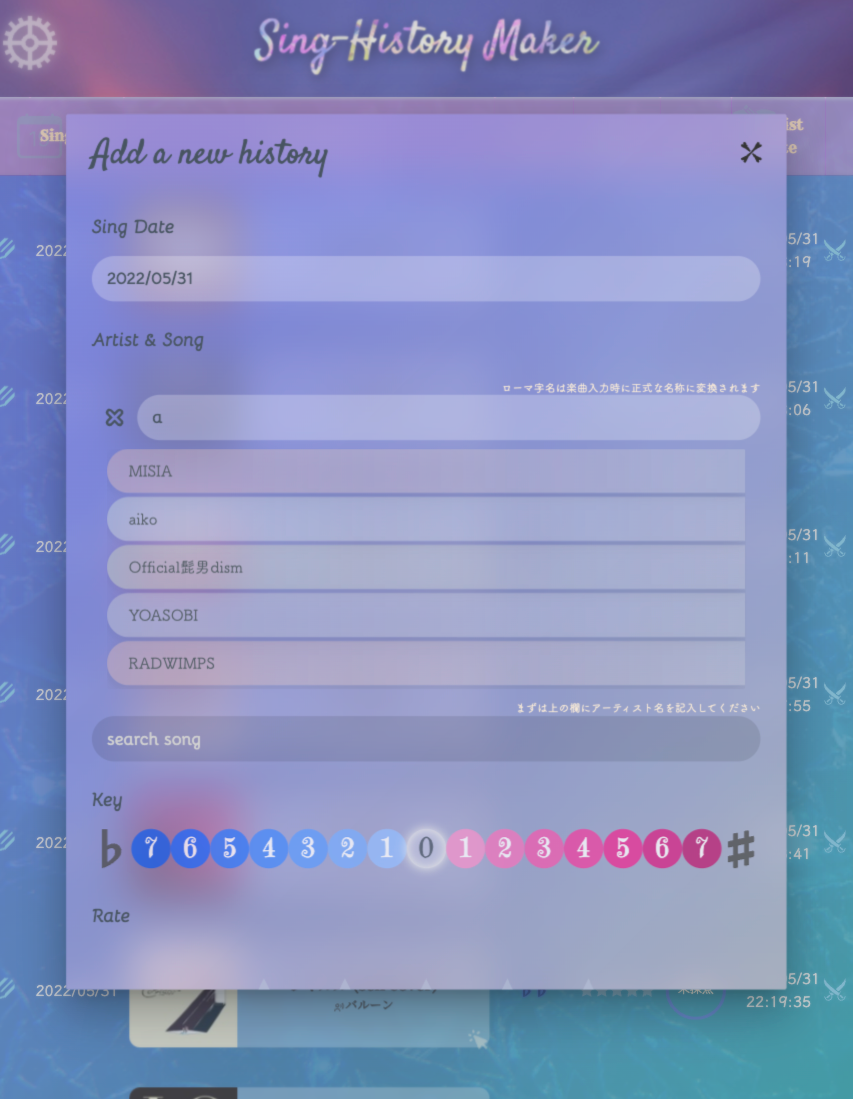 Sing-History Maker
Add a new history
Sing Date
2022/05/31
Artist & Song
ローマ字名は楽曲入力時に正式な名称に変換されます
a
MISIA
aiko
Official髭男dism
YOASOBI
RADWIMPS
まずは上の欄にアーティスト名を記入してください
search song
Key
♭ 7 6 5 4 3 2 1 0 1 2 3 4 5 6 7 ♯
Rate
2022/05/31
バルーン
22:19:35